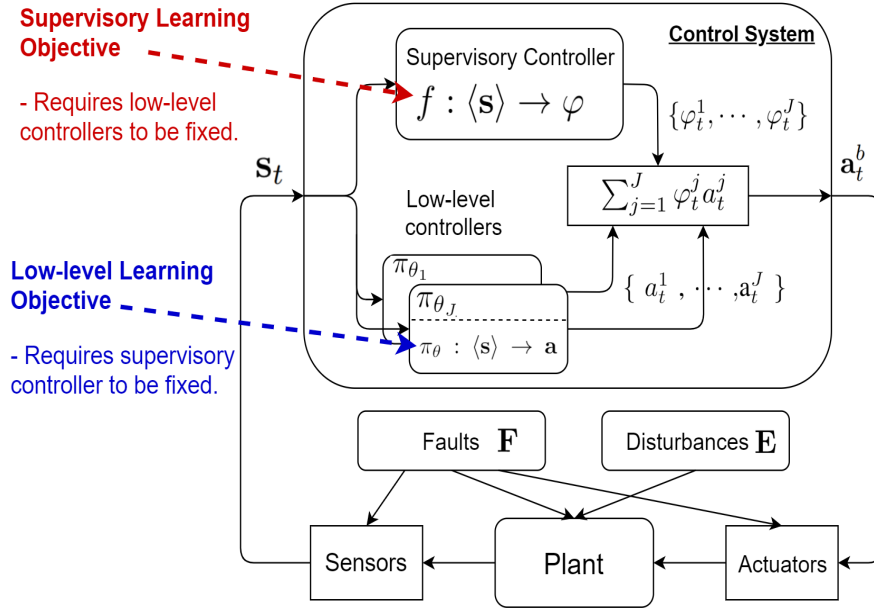 Supervisory Learning
Objective
- Requires low-level
controllers to be fixed.
Control System
Supervisory Controller
f : ⟨s⟩ → φ
{φ_t^1, ⋯ , φ_t^J}
s_t
a_t^b
∑_{j=1}^J φ_t^j a_t^j
Low-level
controllers
Low-level Learning
Objective
- Requires supervisory
controller to be fixed.
π_{θ_1}
π_{θ_J}
π_θ : ⟨s⟩ → a
{ a_t^1 , ⋯ ,a_t^J }
Faults F
Disturbances E
Sensors
Plant
Actuators